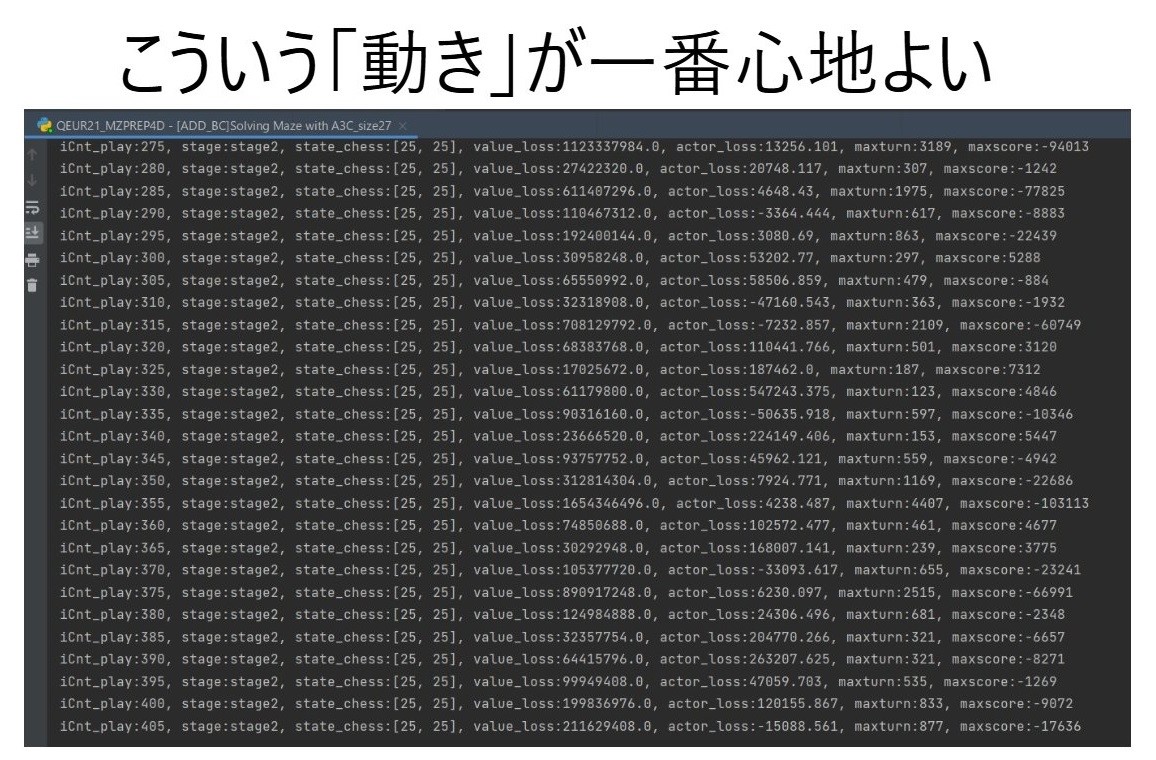 こういう「動き」が一番心地よい
QEUR21_MZPREP4D - [ADD_BC]Solving Maze with A3C_size27 ×
iCnt_play:275, stage:stage2, state_chess:[25, 25], value_loss:1123337984.0, actor_loss:13256.101, maxturn:3189, maxscore:-94013
iCnt_play:280, stage:stage2, state_chess:[25, 25], value_loss:27422320.0, actor_loss:20748.117, maxturn:307, maxscore:-1242
iCnt_play:285, stage:stage2, state_chess:[25, 25], value_loss:611407296.0, actor_loss:4648.43, maxturn:1975, maxscore:-77825
iCnt_play:290, stage:stage2, state_chess:[25, 25], value_loss:110467312.0, actor_loss:-3364.444, maxturn:617, maxscore:-8883
iCnt_play:295, stage:stage2, state_chess:[25, 25], value_loss:192400144.0, actor_loss:3080.69, maxturn:863, maxscore:-22439
iCnt_play:300, stage:stage2, state_chess:[25, 25], value_loss:30958248.0, actor_loss:53202.77, maxturn:297, maxscore:5288
iCnt_play:305, stage:stage2, state_chess:[25, 25], value_loss:65550992.0, actor_loss:58506.859, maxturn:479, maxscore:-884
iCnt_play:310, stage:stage2, state_chess:[25, 25], value_loss:32318908.0, actor_loss:-47160.543, maxturn:363, maxscore:-1932
iCnt_play:315, stage:stage2, state_chess:[25, 25], value_loss:708129792.0, actor_loss:-7232.857, maxturn:2109, maxscore:-60749
iCnt_play:320, stage:stage2, state_chess:[25, 25], value_loss:68383768.0, actor_loss:110441.766, maxturn:501, maxscore:3120
iCnt_play:325, stage:stage2, state_chess:[25, 25], value_loss:17025672.0, actor_loss:187462.0, maxturn:187, maxscore:7312
iCnt_play:330, stage:stage2, state_chess:[25, 25], value_loss:61179800.0, actor_loss:547243.375, maxturn:123, maxscore:4846
iCnt_play:335, stage:stage2, state_chess:[25, 25], value_loss:90316160.0, actor_loss:-50635.918, maxturn:597, maxscore:-10346
iCnt_play:340, stage:stage2, state_chess:[25, 25], value_loss:23666520.0, actor_loss:224149.406, maxturn:153, maxscore:5447
iCnt_play:345, stage:stage2, state_chess:[25, 25], value_loss:93757752.0, actor_loss:45962.121, maxturn:559, maxscore:-4942
iCnt_play:350, stage:stage2, state_chess:[25, 25], value_loss:312814304.0, actor_loss:7924.771, maxturn:1169, maxscore:-22686
iCnt_play:355, stage:stage2, state_chess:[25, 25], value_loss:1654346496.0, actor_loss:4238.487, maxturn:4407, maxscore:-103113
iCnt_play:360, stage:stage2, state_chess:[25, 25], value_loss:74850688.0, actor_loss:102572.477, maxturn:461, maxscore:4677
iCnt_play:365, stage:stage2, state_chess:[25, 25], value_loss:30292948.0, actor_loss:168007.141, maxturn:239, maxscore:3775
iCnt_play:370, stage:stage2, state_chess:[25, 25], value_loss:105377720.0, actor_loss:-33093.617, maxturn:655, maxscore:-23241
iCnt_play:375, stage:stage2, state_chess:[25, 25], value_loss:890917248.0, actor_loss:6230.097, maxturn:2515, maxscore:-66991
iCnt_play:380, stage:stage2, state_chess:[25, 25], value_loss:124984888.0, actor_loss:24306.496, maxturn:681, maxscore:-2348
iCnt_play:385, stage:stage2, state_chess:[25, 25], value_loss:32357754.0, actor_loss:204770.266, maxturn:321, maxscore:-6657
iCnt_play:390, stage:stage2, state_chess:[25, 25], value_loss:64415796.0, actor_loss:263207.625, maxturn:321, maxscore:-8271
iCnt_play:395, stage:stage2, state_chess:[25, 25], value_loss:99949408.0, actor_loss:47059.703, maxturn:535, maxscore:-1269
iCnt_play:400, stage:stage2, state_chess:[25, 25], value_loss:199836976.0, actor_loss:120155.867, maxturn:833, maxscore:-9072
iCnt_play:405, stage:stage2, state_chess:[25, 25], value_loss:211629408.0, actor_loss:-15088.561, maxturn:877, maxscore:-17636